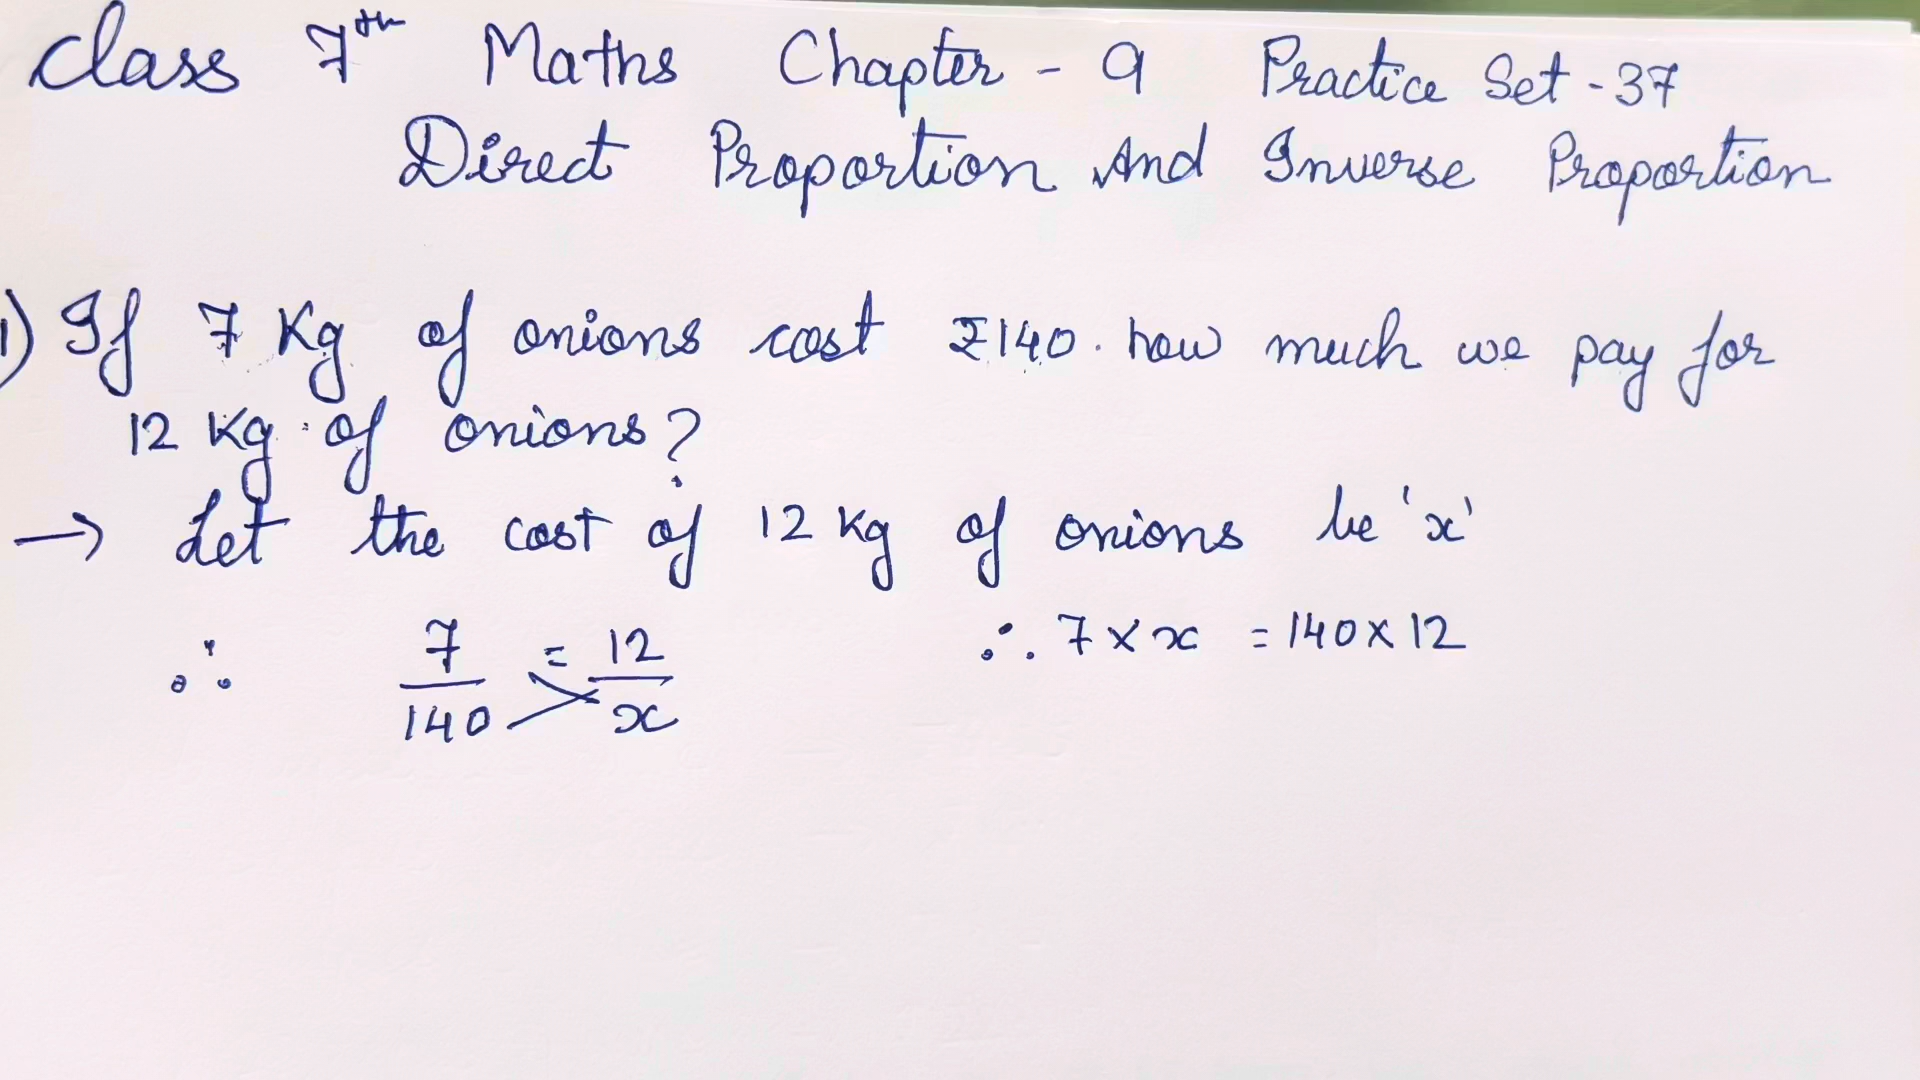 Class 7th Maths Chapter - 9 Practice Set - 37
Direct Proportion And Inverse Proportion
1) If 7 Kg of onions cost ₹140. how much we pay for
12 Kg of onions?
→ Let the cost of 12 kg of onions be 'x'
∴ 7/140 = 12/x ∴ 7 × x = 140 × 12